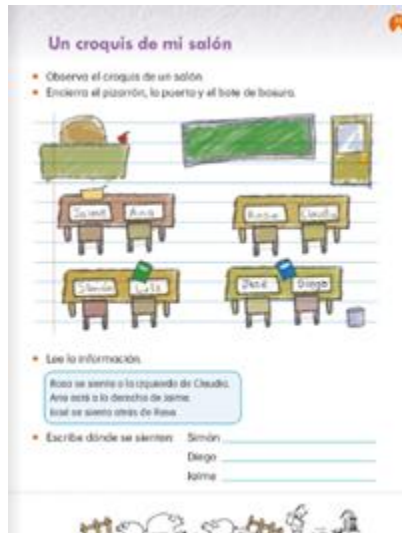 Un croquis de mi salón
Observa el croquis de un salón.
Encierra el pizarrón, la puerta y el bote de basura.
Jaime Ana
Rosa Claudia
Simón Luis
José Diego
Lee la información.
Rosa se sienta a la izquierda de Claudia.
Ana está a la derecha de Jaime.
José se sienta atrás de Rosa.
Escribe dónde se sientan: Simón
Diego
Jaime